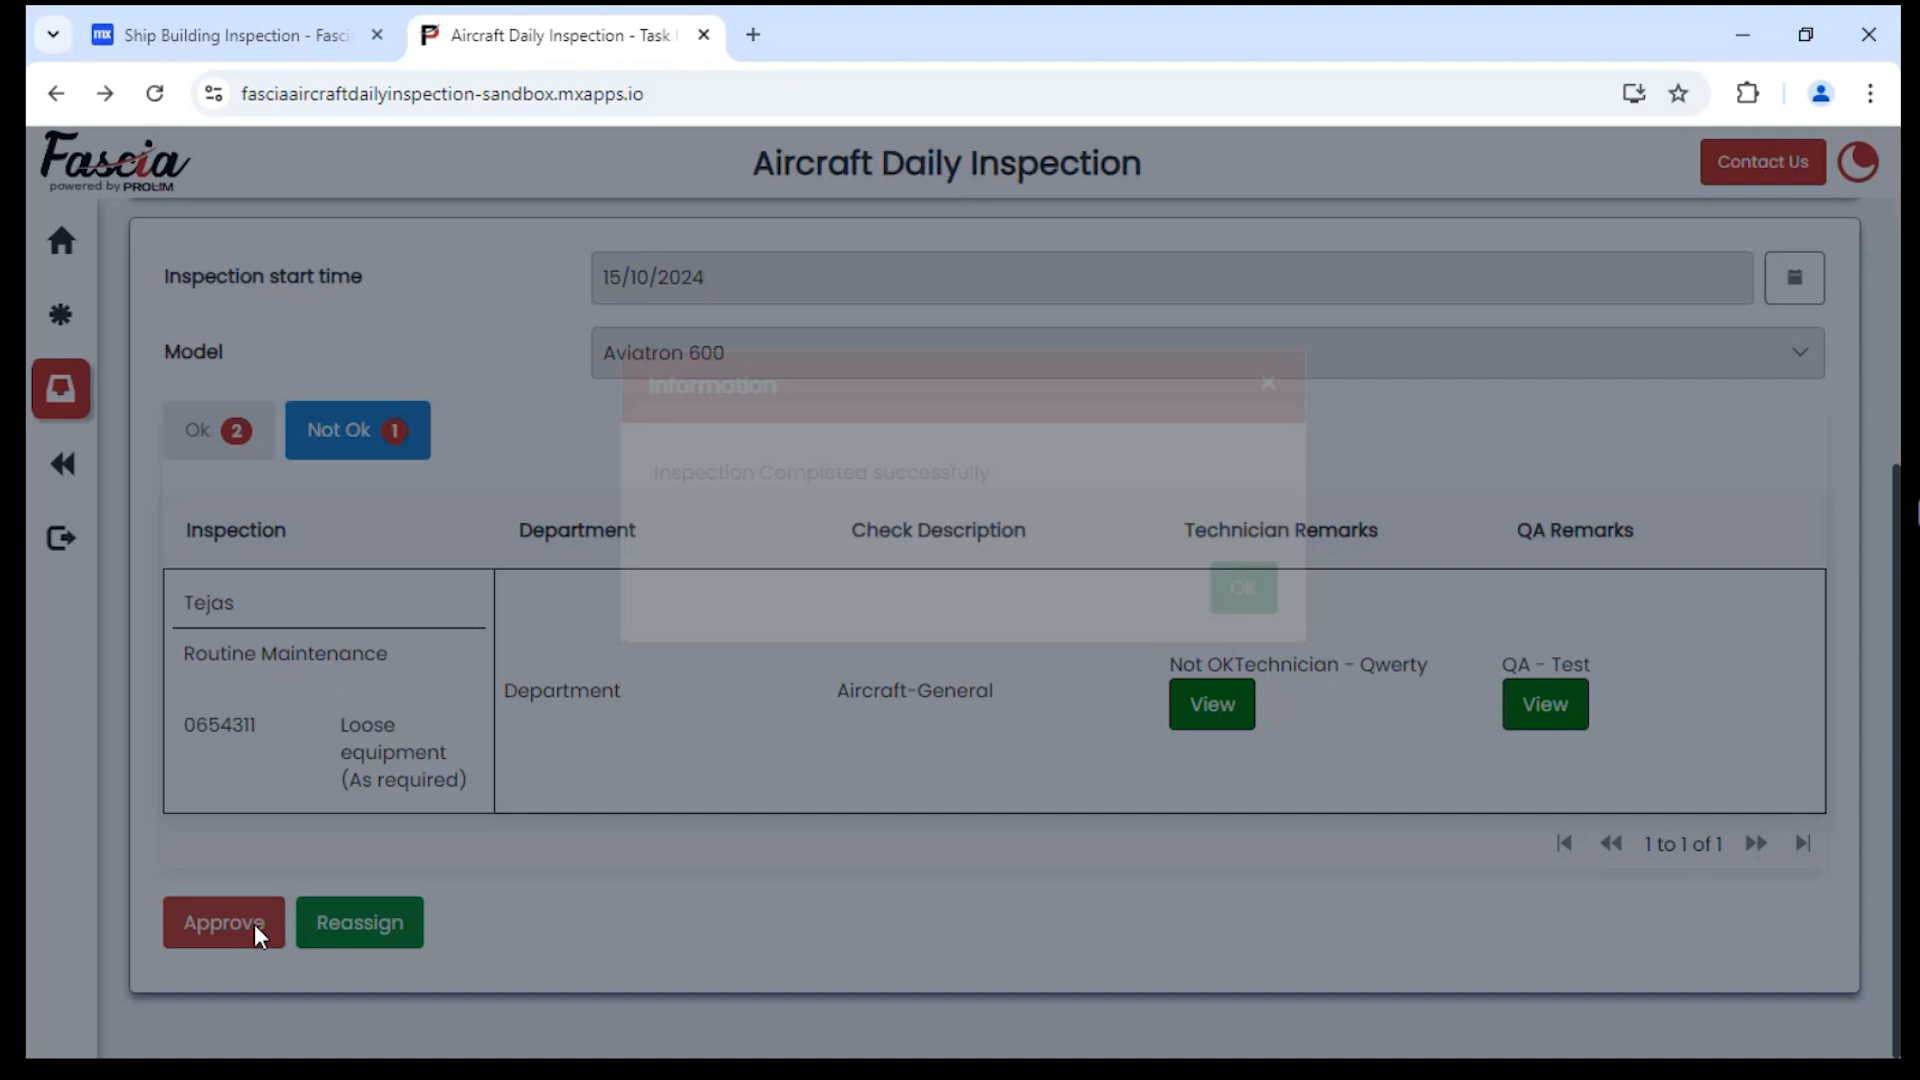 mx Ship Building Inspection - Fasci
Aircraft Daily Inspection - Task
fasciaaircraftdailyinspection-sandbox.mxapps.io
Fascia
powered by PROLIM
Aircraft Daily Inspection
Contact Us
Inspection start time
15/10/2024
Model
Aviatron 600
Information
Ok 2
Not Ok 1
Inspection Completed successfully
Inspection
Department
Check Description
Technician Remarks
QA Remarks
OK
Tejas
Routine Maintenance
0654311
Loose
equipment
(As required)
Department
Aircraft-General
Not OKTechnician - Qwerty
View
QA - Test
View
1 to 1 of 1
Approve
Reassign